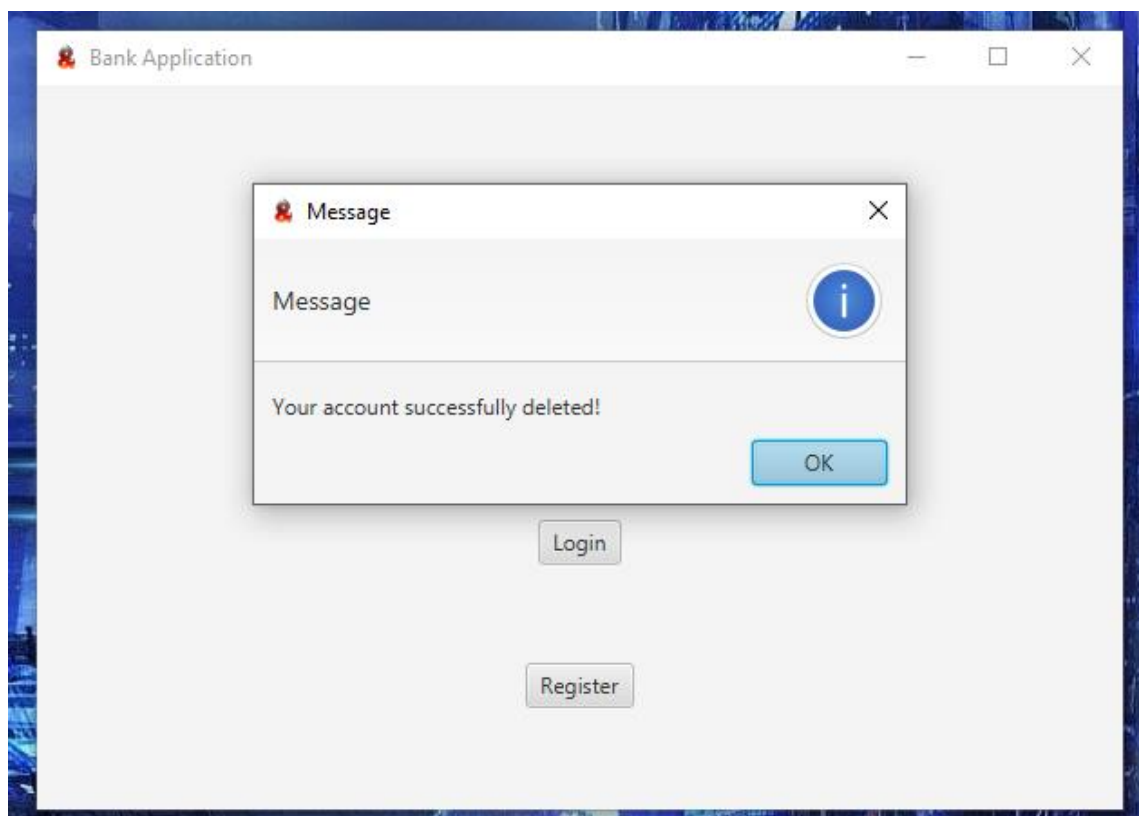 Bank Application
Message
Message
Your account successfully deleted!
OK
Login
Register